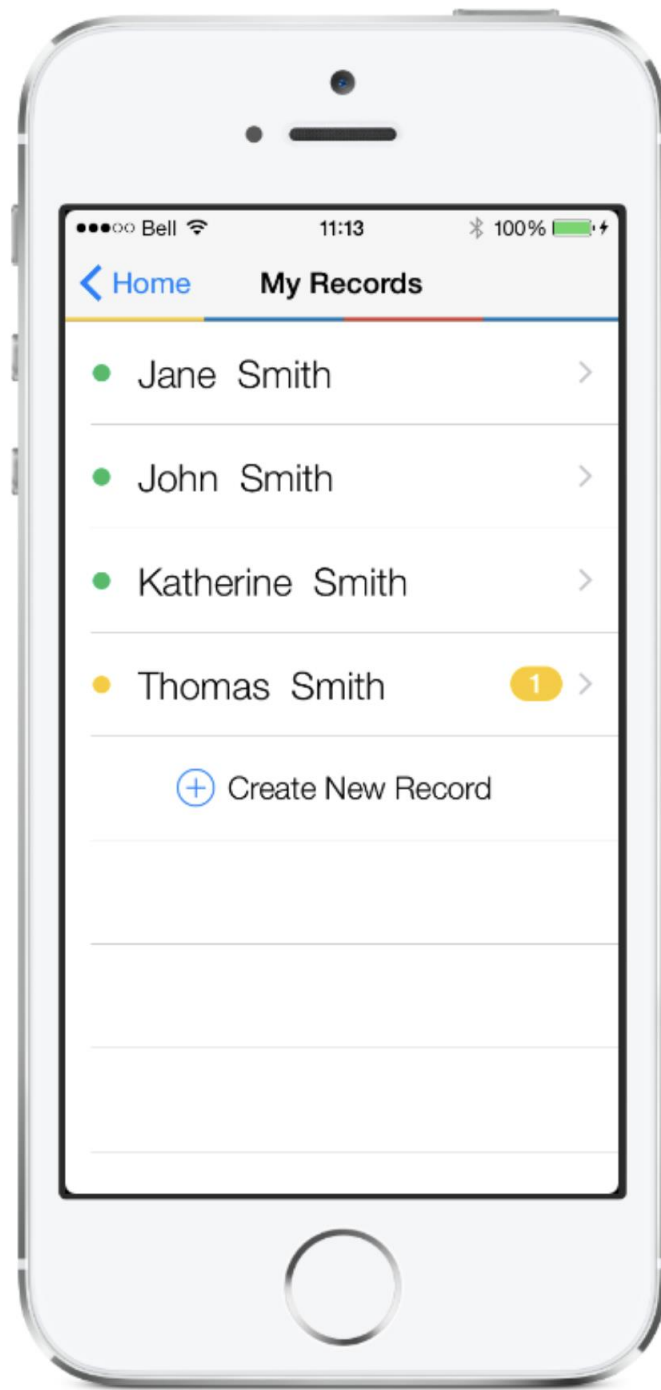 Bell 11:13 100%
Home My Records
Jane Smith
John Smith
Katherine Smith
Thomas Smith 1
Create New Record